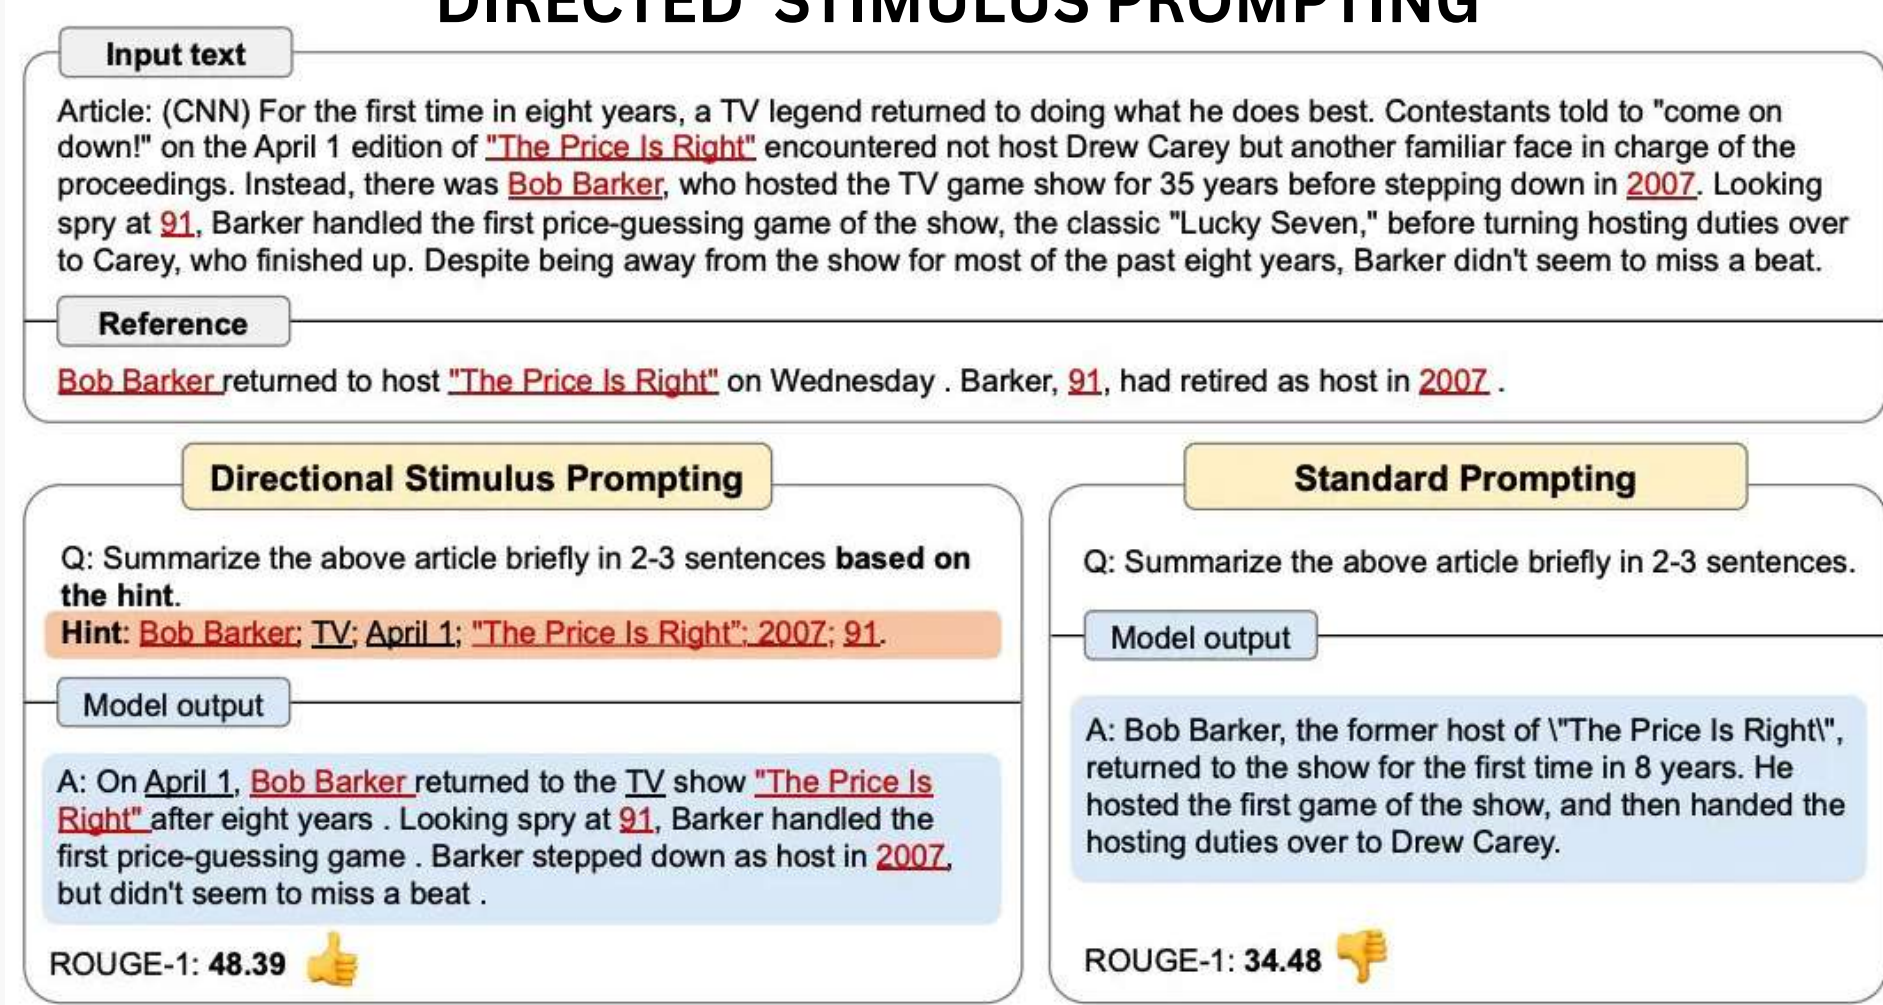 DIRECTED STIMULUS PROMPTING
Input text
Article: (CNN) For the first time in eight years, a TV legend returned to doing what he does best. Contestants told to "come on
down!" on the April 1 edition of "The Price Is Right" encountered not host Drew Carey but another familiar face in charge of the
proceedings. Instead, there was Bob Barker, who hosted the TV game show for 35 years before stepping down in 2007. Looking
spry at 91, Barker handled the first price-guessing game of the show, the classic "Lucky Seven," before turning hosting duties over
to Carey, who finished up. Despite being away from the show for most of the past eight years, Barker didn't seem to miss a beat.
Reference
Bob Barker returned to host "The Price Is Right" on Wednesday . Barker, 91, had retired as host in 2007 .
Directional Stimulus Prompting
Q: Summarize the above article briefly in 2-3 sentences based on
the hint.
Hint: Bob Barker; TV; April 1; "The Price Is Right"; 2007; 91.
Model output
A: On April 1, Bob Barker returned to the TV show "The Price Is
Right" after eight years . Looking spry at 91, Barker handled the
first price-guessing game . Barker stepped down as host in 2007,
but didn't seem to miss a beat .
ROUGE-1: 48.39
Standard Prompting
Q: Summarize the above article briefly in 2-3 sentences.
Model output
A: Bob Barker, the former host of \"The Price Is Right\",
returned to the show for the first time in 8 years. He
hosted the first game of the show, and then handed the
hosting duties over to Drew Carey.
ROUGE-1: 34.48